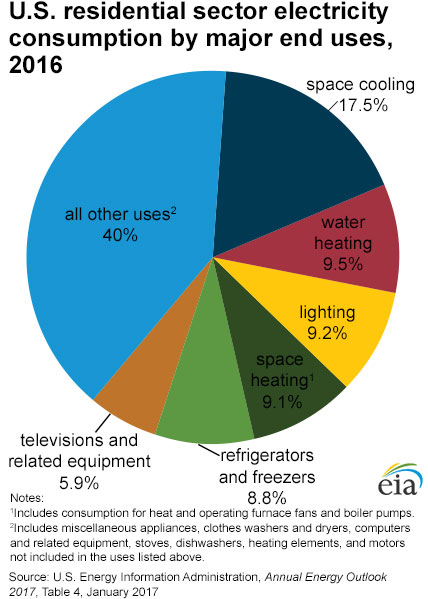 U.S. residential sector electricity
consumption by major end uses,
2016
space cooling
17.5%
all other uses²
40%
water
heating
9.5%
lighting
9.2%
space
heating¹
9.1%
televisions and
related equipment
5.9%
refrigerators
and freezers
8.8%
eia
Notes:
¹Includes consumption for heat and operating furnace fans and boiler pumps.
²Includes miscellaneous appliances, clothes washers and dryers, computers
and related equipment, stoves, dishwashers, heating elements, and motors
not included in the uses listed above.
Source: U.S. Energy Information Administration, Annual Energy Outlook
2017, Table 4, January 2017